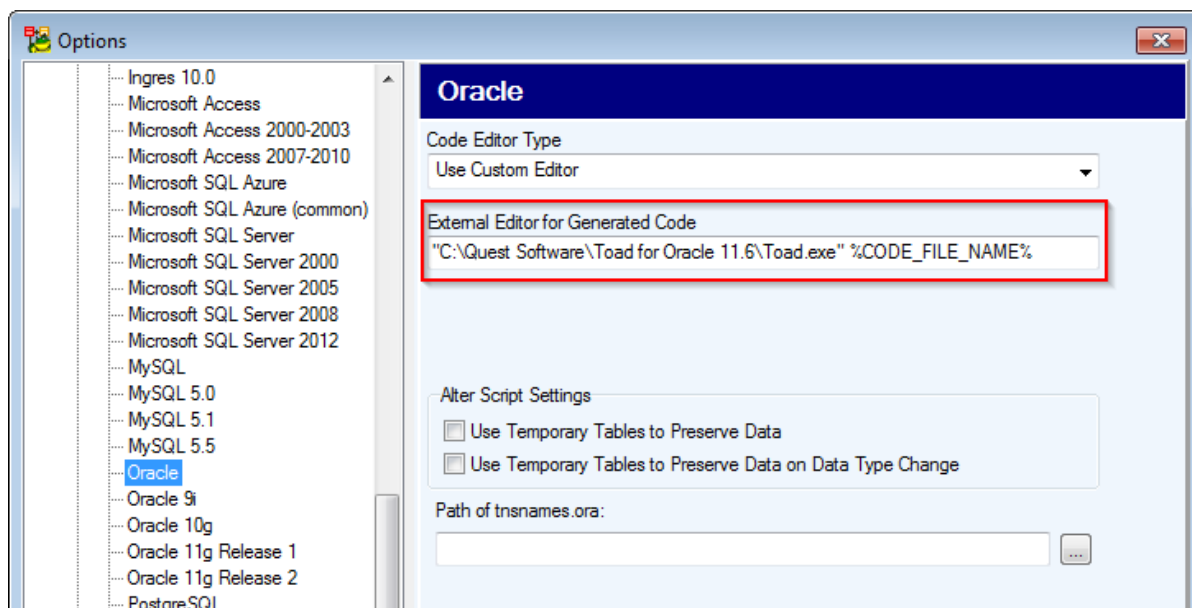 Options
Ingres 10.0
Microsoft Access
Microsoft Access 2000-2003
Microsoft Access 2007-2010
Microsoft SQL Azure
Microsoft SQL Azure (common)
Microsoft SQL Server
Microsoft SQL Server 2000
Microsoft SQL Server 2005
Microsoft SQL Server 2008
Microsoft SQL Server 2012
MySQL
MySQL 5.0
MySQL 5.1
MySQL 5.5
Oracle
Oracle 9i
Oracle 10g
Oracle 11g Release 1
Oracle 11g Release 2
PostgreSQL
Oracle
Code Editor Type
Use Custom Editor
External Editor for Generated Code
"C:\Quest Software\Toad for Oracle 11.6\Toad.exe" %CODE_FILE_NAME%
Alter Script Settings
Use Temporary Tables to Preserve Data
Use Temporary Tables to Preserve Data on Data Type Change
Path of tnsnames.ora:
...